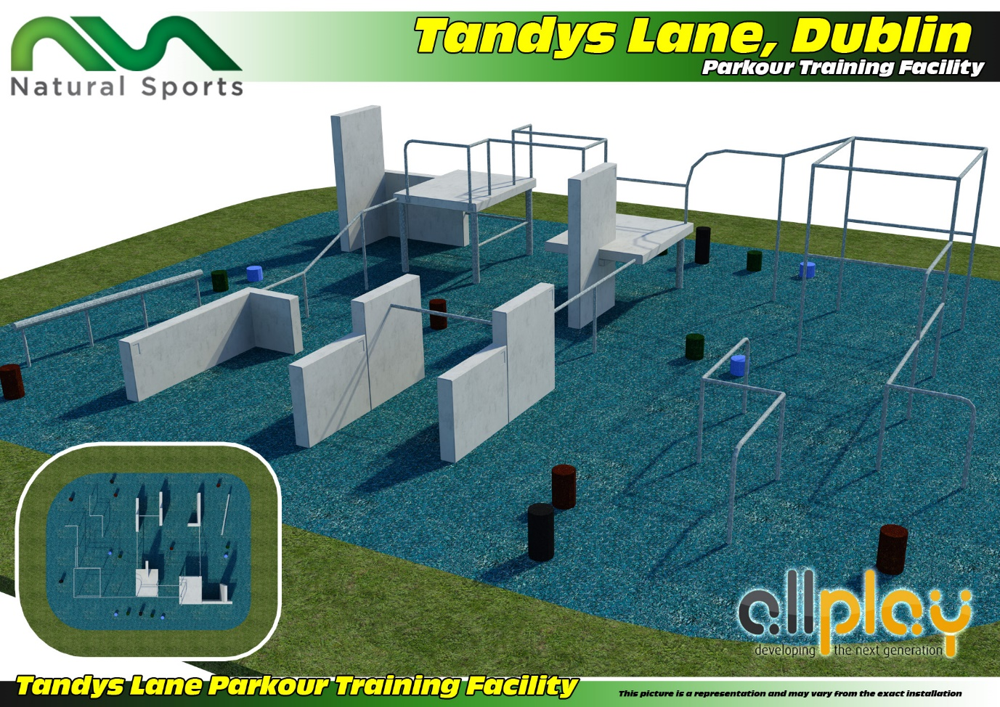 Natural Sports
Tandys Lane, Dublin
Parkour Training Facility
allplay
developing the next generation
Tandys Lane Parkour Training Facility
This picture is a representation and may vary from the exact installation